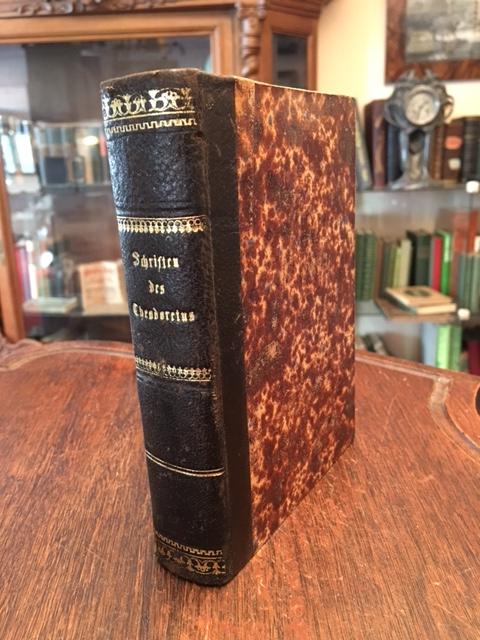 Schriften
des
Theodoretus